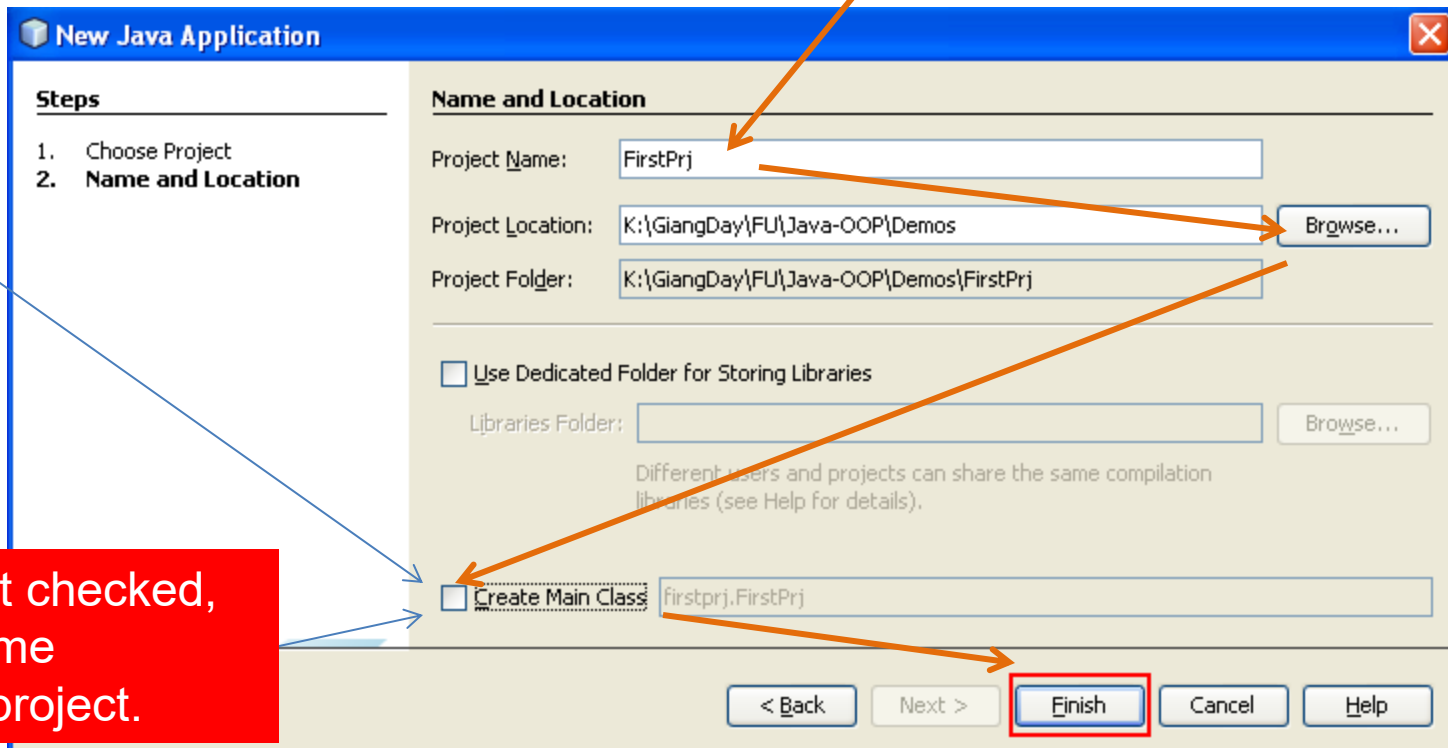 New Java Application
Steps
1. Choose Project
2. Name and Location
Name and Location
Project Name: FirstPrj
Project Location: K:\GiangDay\FU\Java-OOP\Demos Browse...
Project Folder: K:\GiangDay\FU\Java-OOP\Demos\FirstPrj
Use Dedicated Folder for Storing Libraries
Libraries Folder: Browse...
Different users and projects can share the same compilation
libraries (see Help for details).
Create Main Class firstprj.FirstPrj
checked,
project.
< Back Next > Finish Cancel Help